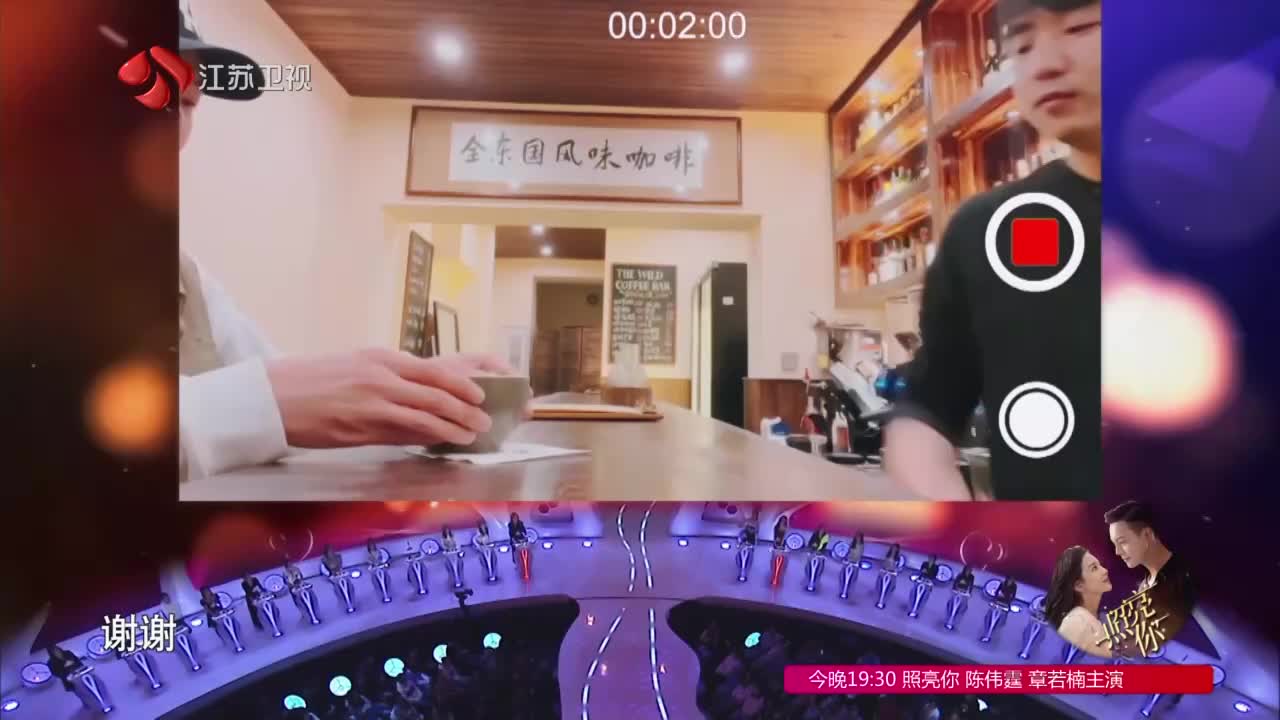 00:02:00
江苏卫视
全东国风味咖啡
THE WILD
COFFEE BAR
谢谢
照亮你
今晚19:30 照亮你 陈伟霆 章若楠主演